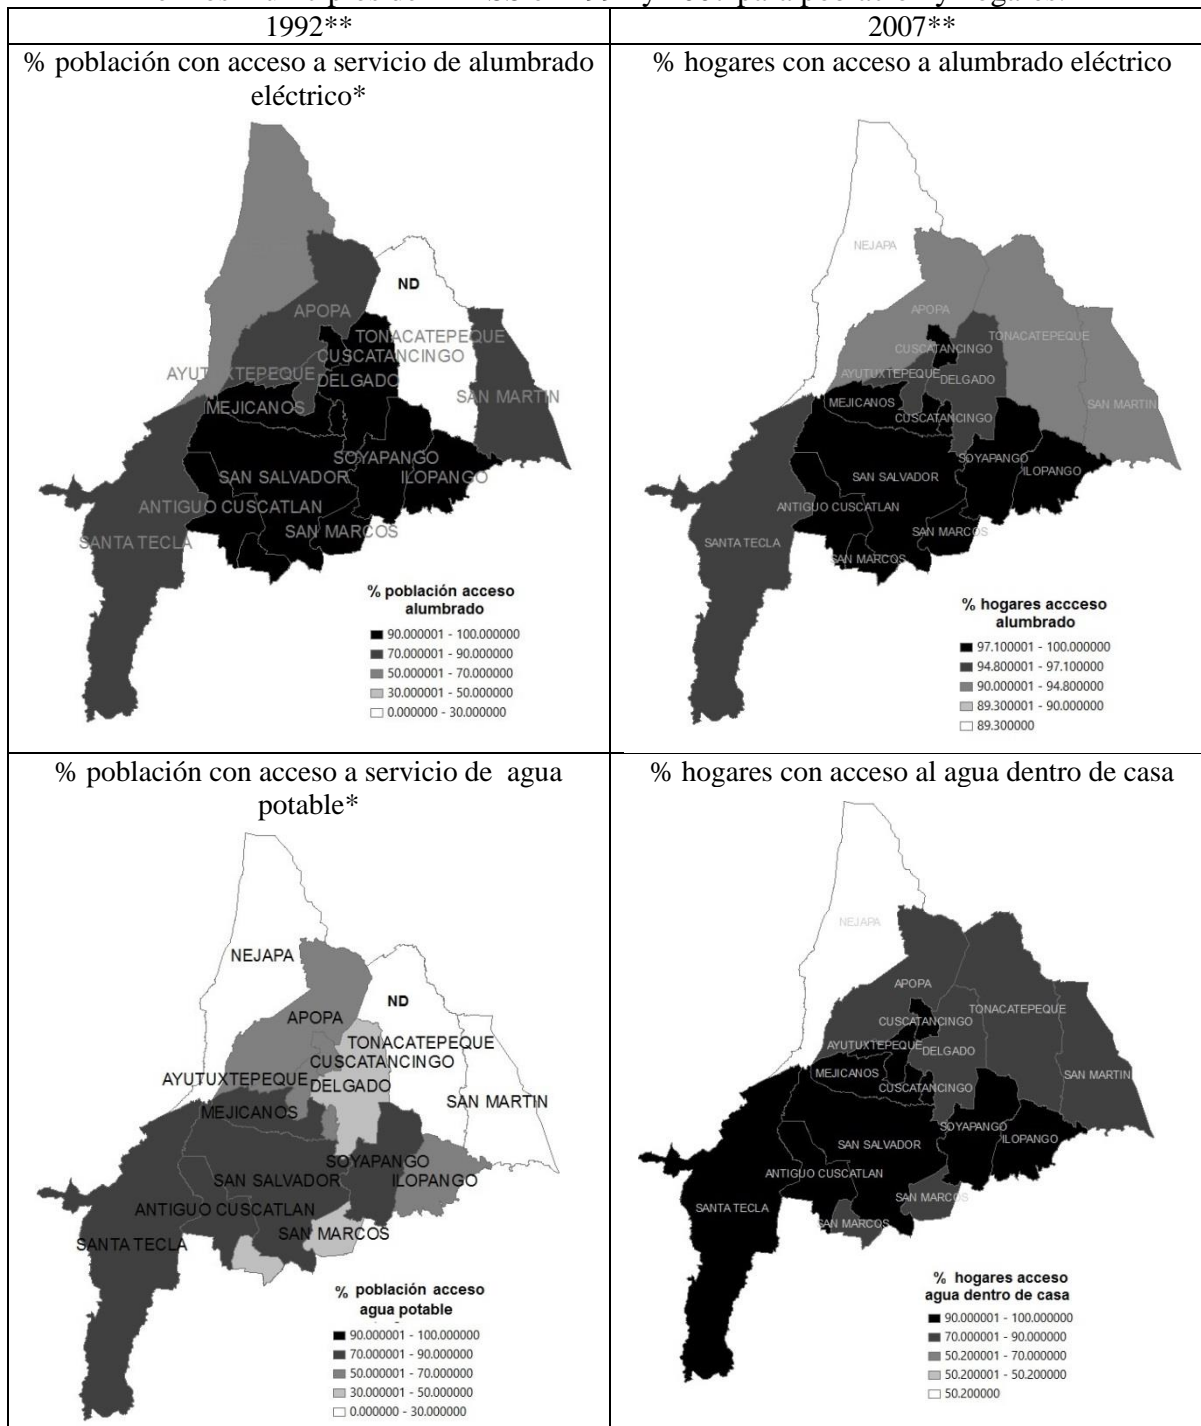 1992**
2007**
% población con acceso a servicio de alumbrado
eléctrico*
% hogares con acceso a alumbrado eléctrico
ND
APOPA
TONACATEPEQUE
CUSCATANCINGO
AYUTUXTEPEQUE
DELGADO
SAN MARTIN
MEJICANOS
SOYAPANGO
SAN SALVADOR
ILOPANGO
ANTIGUO CUSCATLAN
SAN MARCOS
SANTA TECLA
% población acceso
alumbrado
90.000001 - 100.000000
70.000001 - 90.000000
50.000001 - 70.000000
30.000001 - 50.000000
0.000000 - 30.000000
NEJAPA
APOPA
TONACATEPEQUE
CUSCATANCINGO
AYUTUXTEPEQUE
DELGADO
MEJICANOS
SAN MARTIN
CUSCATANCINGO
SOYAPANGO
ILOPANGO
SAN SALVADOR
ANTIGUO CUSCATLAN
SAN MARCOS
SANTA TECLA
SAN MARCOS
% hogares accceso
alumbrado
97.100001 - 100.000000
94.800001 - 97.100000
90.000001 - 94.800000
89.300001 - 90.000000
89.300000
% población con acceso a servicio de agua
potable*
% hogares con acceso al agua dentro de casa
NEJAPA
ND
APOPA
TONACATEPEQUE
CUSCATANCINGO
AYUTUXTEPEQUE
DELGADO
SAN MARTIN
MEJICANOS
SOYAPANGO
SAN SALVADOR
ILOPANGO
ANTIGUO CUSCATLAN
SAN MARCOS
SANTA TECLA
% población acceso
agua potable
90.000001 - 100.000000
70.000001 - 90.000000
50.000001 - 70.000000
30.000001 - 50.000000
0.000000 - 30.000000
NEJAPA
APOPA
TONACATEPEQUE
CUSCATANCINGO
AYUTUXTEPEQUE
DELGADO
MEJICANOS
SAN MARTIN
CUSCATANCINGO
SOYAPANGO
ILOPANGO
SAN SALVADOR
ANTIGUO CUSCATLAN
SAN MARCOS
SANTA TECLA
SAN MARCOS
% hogares acceso
agua dentro de casa
90.000001 - 100.000000
70.000001 - 90.000000
50.200001 - 70.000000
50.200001 - 50.200000
50.200000